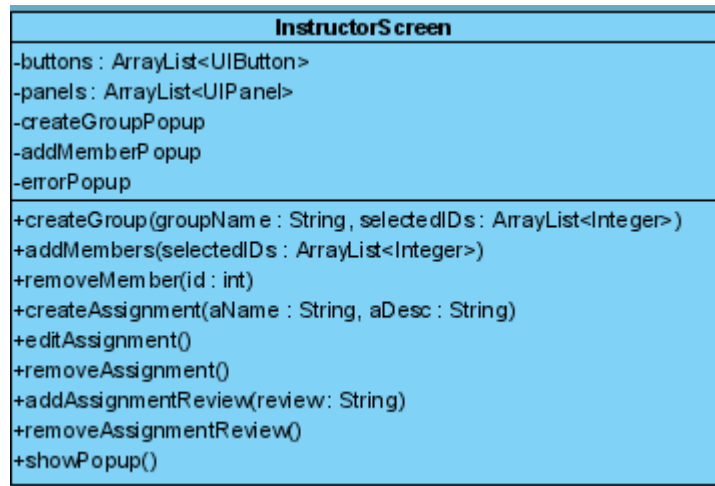 InstructorScreen
-buttons : ArrayList<UIButton>
-panels : ArrayList<UIPanel>
-createGroupPopup
-addMemberPopup
-errorPopup
+createGroup(groupName : String, selectedIDs : ArrayList<Integer>)
+addMembers(selectedIDs : ArrayList<Integer>)
+removeMember(id : int)
+createAssignment(aName : String, aDesc : String)
+editAssignment()
+removeAssignment()
+addAssignmentReview(review : String)
+removeAssignmentReview()
+showPopup()